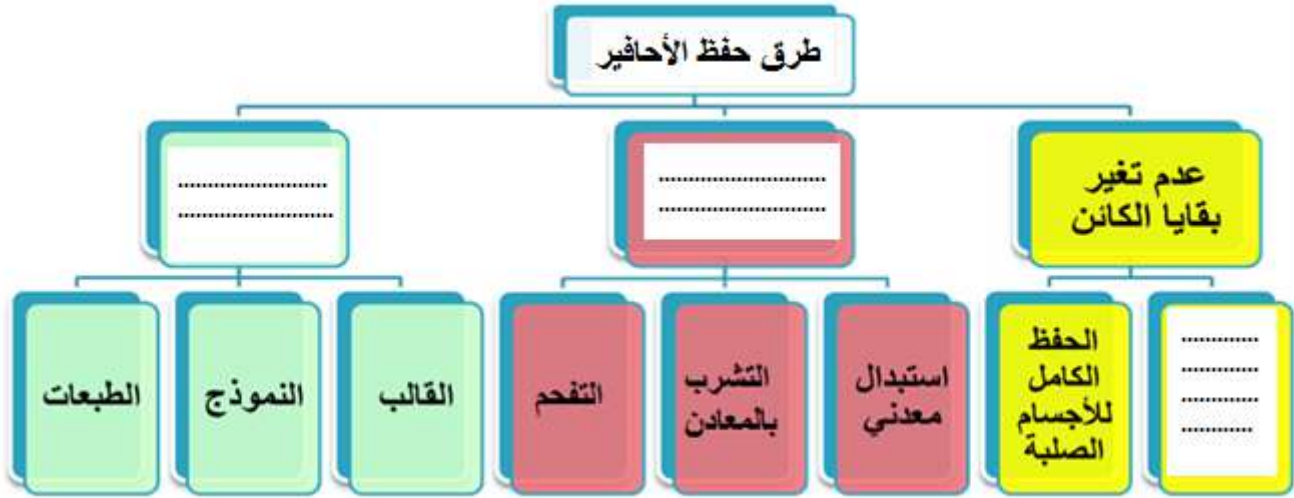 طرق حفظ الأحافير
عدم تغير
بقايا الكائن
..........................
..........................
..........................
..........................
.............
.............
.............
.............
............
الحفظ
الكامل
للأجسام
الصلبة
استبدال
معدني
التشرب
بالمعادن
التفحم
القالب
النموذج
الطبعات